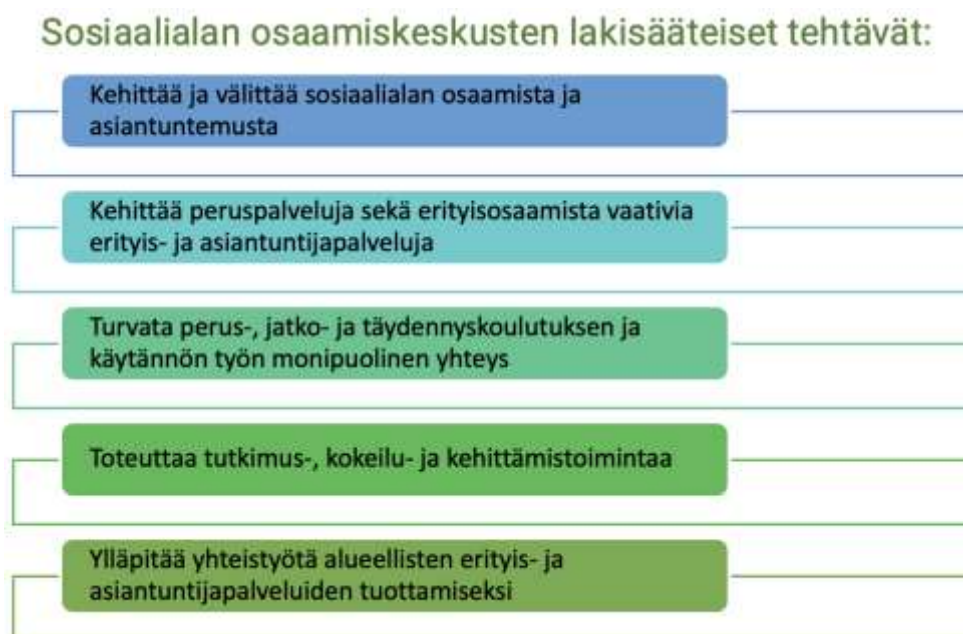 Sosiaalialan osaamiskeskusten lakisääteiset tehtävät:
Kehittää ja välittää sosiaalialan osaamista ja
asiantuntemusta
Kehittää peruspalveluja sekä erityisosaamista vaativia
erityis- ja asiantuntijapalveluja
Turvata perus-, jatko- ja täydennyskoulutuksen ja
käytännön työn monipuolinen yhteys
Toteuttaa tutkimus-, kokeilu- ja kehittämistoimintaa
Ylläpitää yhteistyötä alueellisten erityis- ja
asiantuntijapalveluiden tuottamiseksi